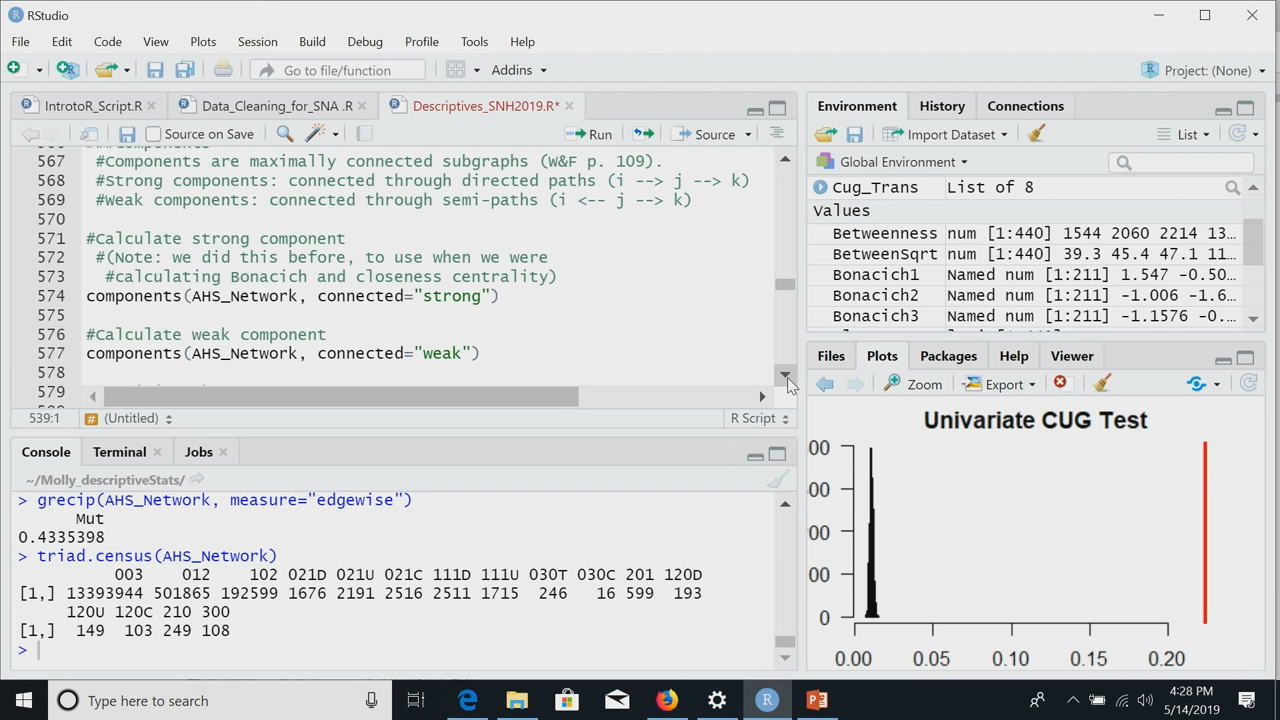 RStudio
File Edit Code View Plots Session Build Debug Profile Tools Help
Go to file/function
Addins
Project: (None)
IntrotoR_Script.R
Data_Cleaning_for_SNA .R
Descriptives_SNH2019.R*
Source on Save
Run
Source
567 #Components are maximally connected subgraphs (W&F p. 109).
568 #Strong components: connected through directed paths (i --> j --> k)
569 #Weak components: connected through semi-paths (i <-- j --> k)
570
571 #Calculate strong component
572 #(Note: we did this before, to use when we were
573 #calculating Bonacich and closeness centrality)
574 components(AHS_Network, connected="strong")
575
576 #Calculate weak component
577 components(AHS_Network, connected="weak")
578
579
539:1 (Untitled) R Script
Console Terminal Jobs
~/Molly_descriptiveStats/
> grecip(AHS_Network, measure="edgewise")
Mut
0.4335398
> triad.census(AHS_Network)
003 012 102 021D 021U 021C 111D 111U 030T 030C 201 120D
[1,] 13393944 501865 192599 1676 2191 2516 2511 1715 246 16 599 193
120U 120C 210 300
[1,] 149 103 249 108
>
Environment History Connections
Import Dataset
List
Global Environment
Cug_Trans List of 8
Values
Betweenness num [1:440] 1544 2060 2214 13…
BetweenSqrt num [1:440] 39.3 45.4 47.1 11…
Bonacich1 Named num [1:211] 1.547 -0.50…
Bonacich2 Named num [1:211] -1.006 -1.6…
Bonacich3 Named num [1:211] -1.1576 -0.…
Files Plots Packages Help Viewer
Zoom Export
Univariate CUG Test
00
00
00
00
0
0.00 0.05 0.10 0.15 0.20
Type here to search
4:28 PM
5/14/2019